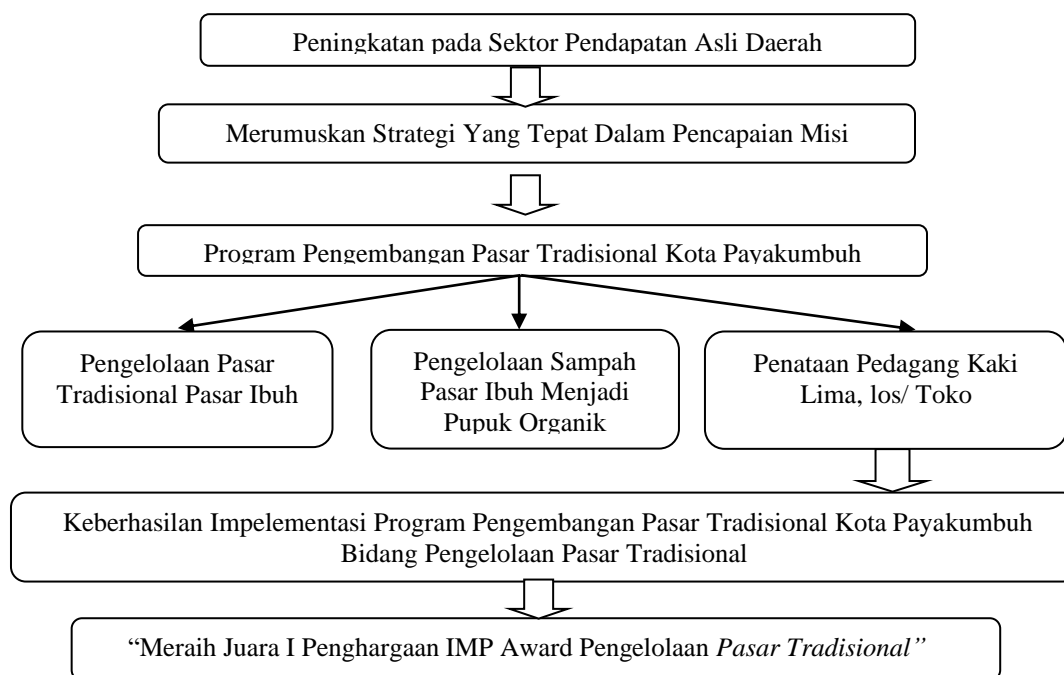 Peningkatan pada Sektor Pendapatan Asli Daerah
Merumuskan Strategi Yang Tepat Dalam Pencapaian Misi
Program Pengembangan Pasar Tradisional Kota Payakumbuh
Pengelolaan Pasar
Tradisional Pasar Ibuh
Pengelolaan Sampah
Pasar Ibuh Menjadi
Pupuk Organik
Penataan Pedagang Kaki
Lima, los/ Toko
Keberhasilan Impelementasi Program Pengembangan Pasar Tradisional Kota Payakumbuh
Bidang Pengelolaan Pasar Tradisional
“Meraih Juara I Penghargaan IMP Award Pengelolaan Pasar Tradisional”